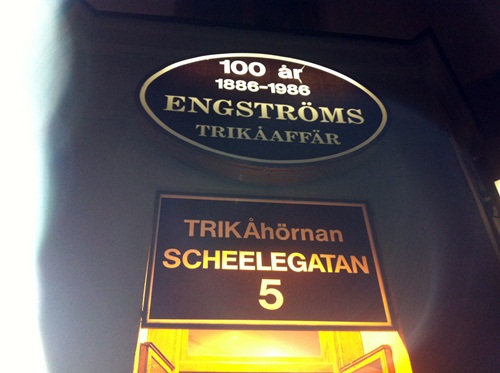 100 år
1886-1986
ENGSTRÖMS
TRIKÅAFFÄR
TRIKÅhörnan
SCHEELEGATAN
5